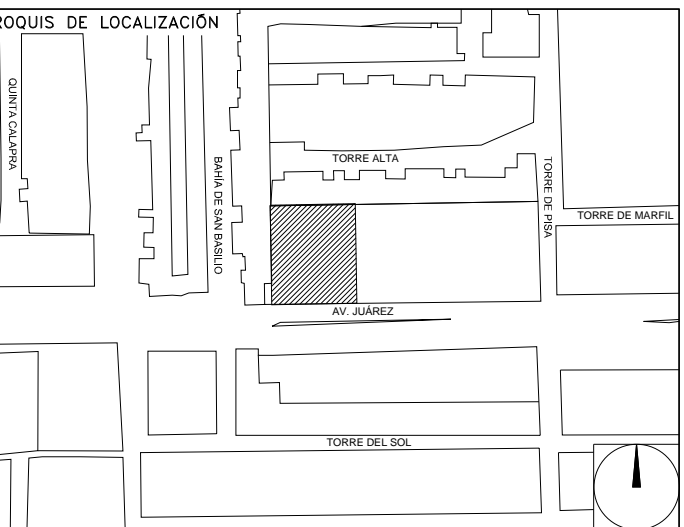 ROQUIS DE LOCALIZACIÓN
QUINTA CALAPRA
BAHÍA DE SAN BASILIO
TORRE ALTA
TORRE DE PISA
TORRE DE MARFIL
AV. JUÁREZ
TORRE DEL SOL